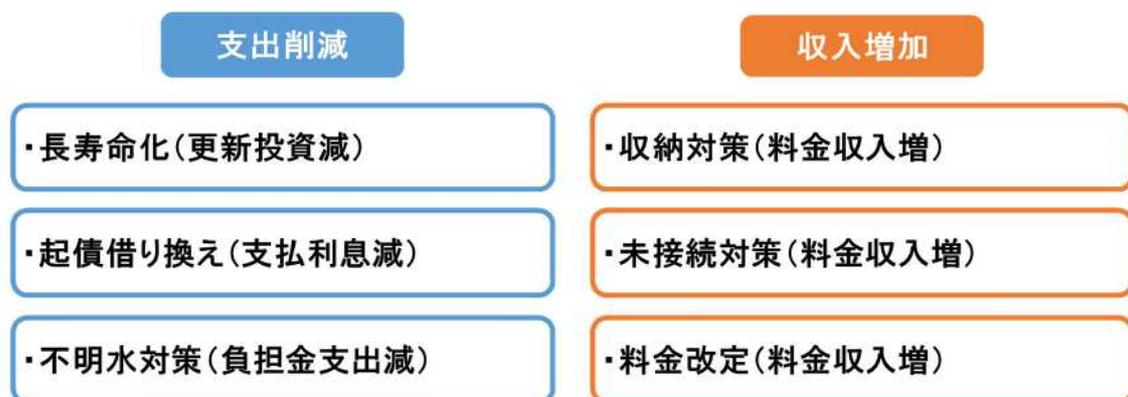 支出削減
・長寿命化(更新投資減)
・起債借り換え(支払利息減)
・不明水対策(負担金支出減)
収入増加
・収納対策(料金収入増)
・未接続対策(料金収入増)
・料金改定(料金収入増)